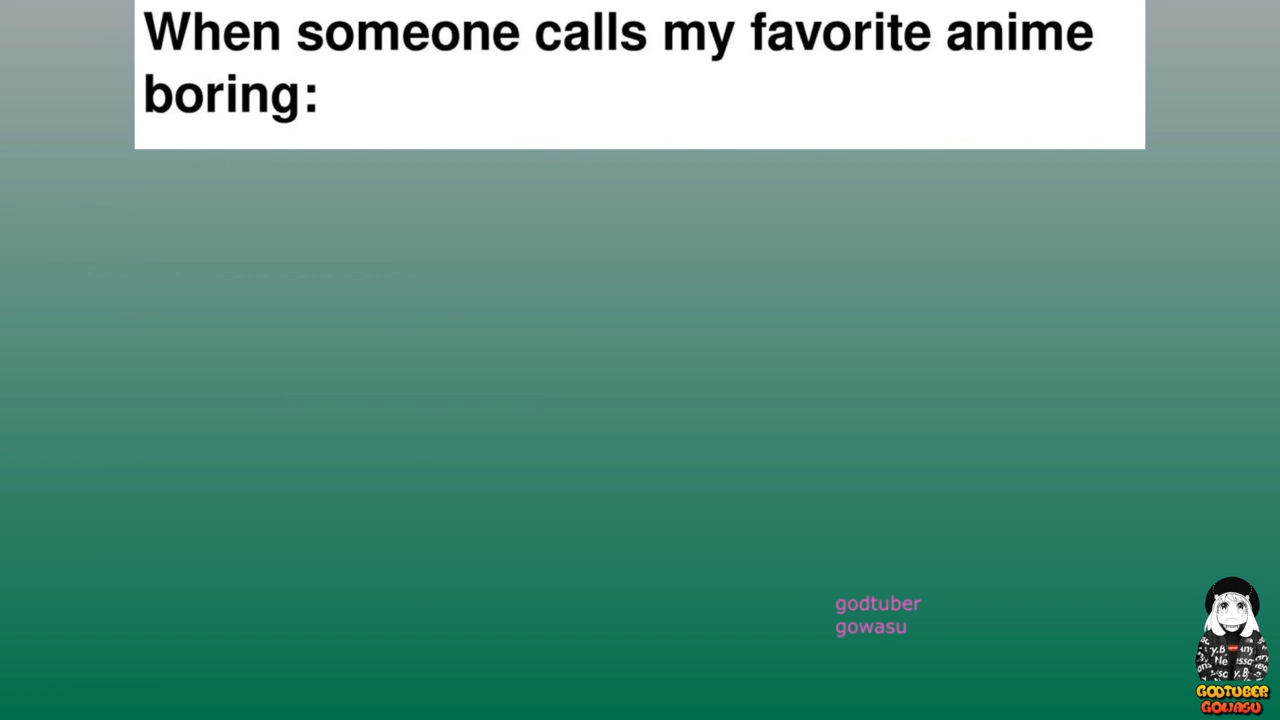 When someone calls my favorite anime
boring:
godtuber
gowasu
GODTUBER
GOWASU